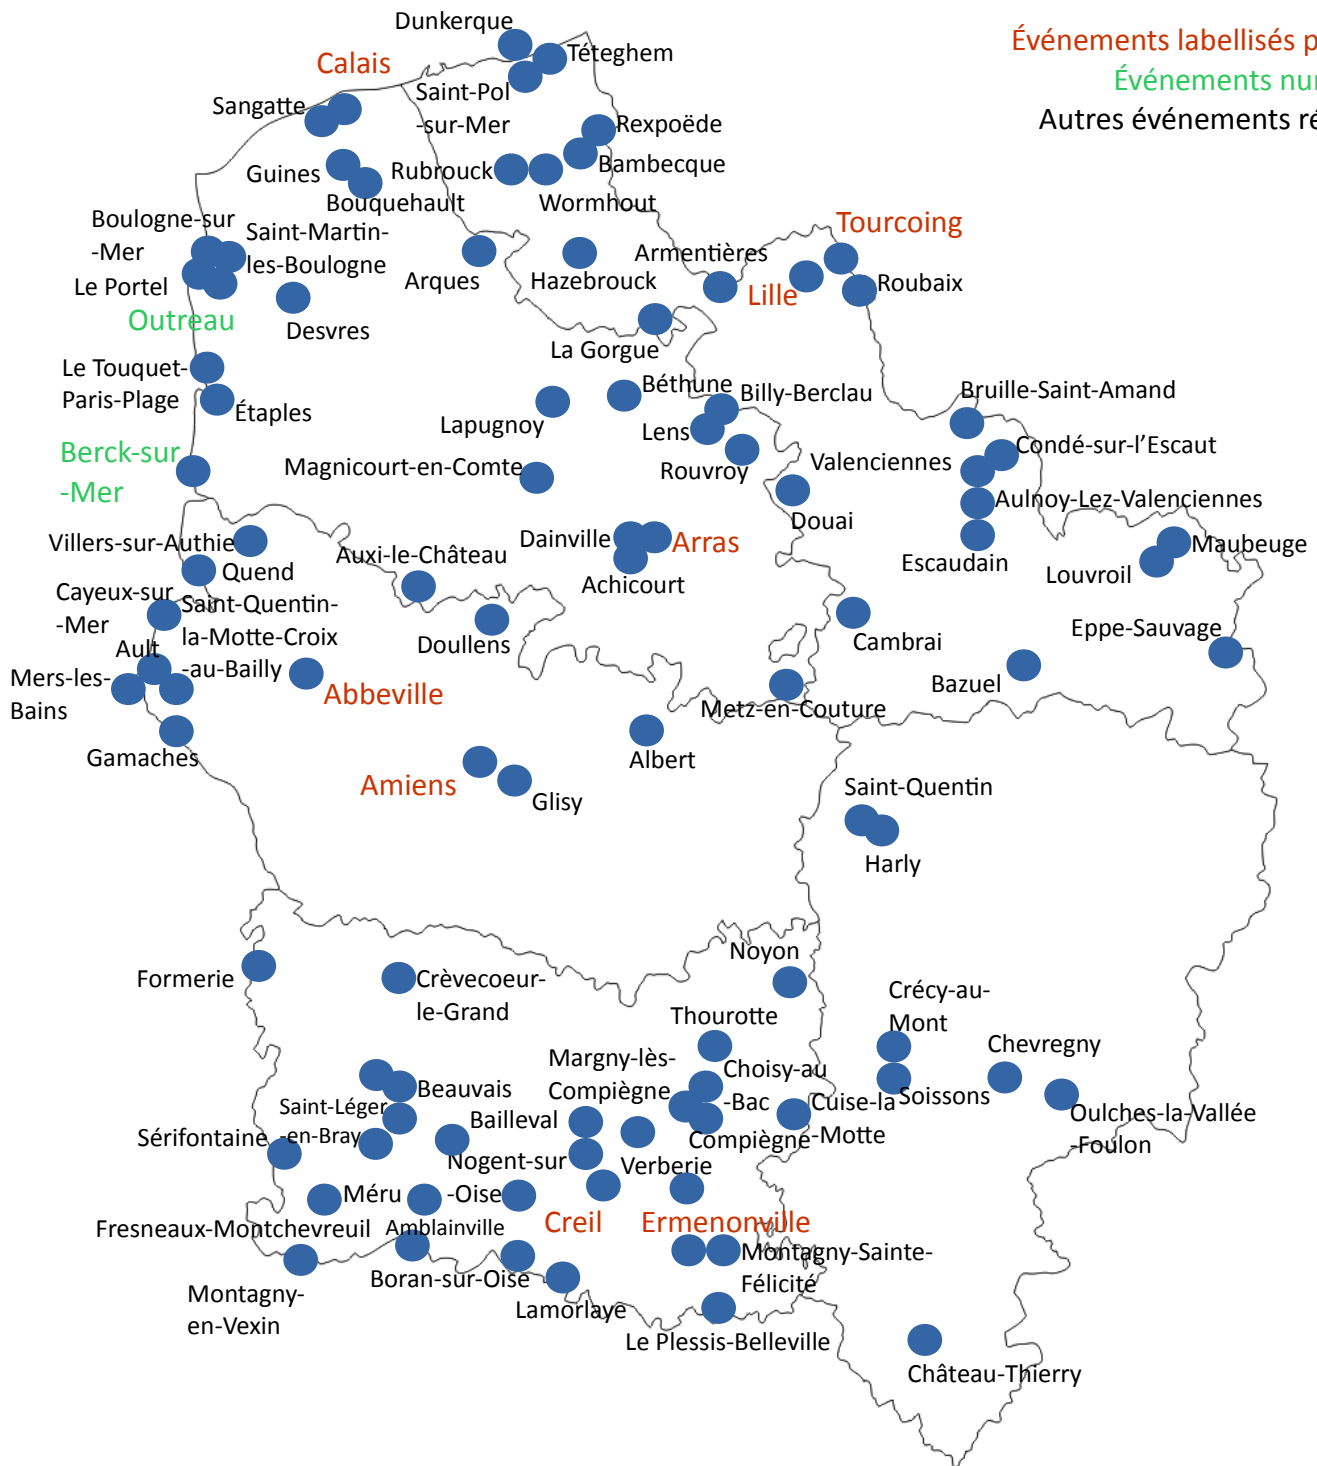 Événements labellisés p
Événements nur
Autres événements ré
Dunkerque
Téteghem
Calais
Saint-Pol
-sur-Mer
Sangatte
Rexpoëde
Bambecque
Rubrouck
Wormhout
Guines
Bouquehault
Boulogne-sur
-Mer
Saint-Martin-
les-Boulogne
Le Portel
Outreau
Desvres
Arques
Hazebrouck
Armentières
Tourcoing
Lille
Roubaix
La Gorgue
Le Touquet-
Paris-Plage
Étaples
Béthune
Billy-Berclau
Lapugnoy
Lens
Rouvroy
Bruille-Saint-Amand
Condé-sur-l’Escaut
Valenciennes
Aulnoy-Lez-Valenciennes
Escaudain
Berck-sur
-Mer
Magnicourt-en-Comte
Douai
Maubeuge
Louvroil
Villers-sur-Authie
Quend
Auxi-le-Château
Dainville
Arras
Achicourt
Cayeux-sur
-Mer
Saint-Quentin-
la-Motte-Croix
-au-Bailly
Ault
Mers-les-
Bains
Doullens
Cambrai
Eppe-Sauvage
Bazuel
Abbeville
Metz-en-Couture
Gamaches
Albert
Amiens
Glisy
Saint-Quentin
Harly
Formerie
Crèvecoeur-
le-Grand
Noyon
Thourotte
Crécy-au-
Mont
Soissons
Chevregny
Oulches-la-Vallée
-Foulon
Margny-lès-
Compiègne
Choisy-au
-Bac
Compiègne
Cuise-la
-Motte
Beauvais
Saint-Léger
-en-Bray
Bailleval
Sérifontaine
Nogent-sur
-Oise
Verberie
Méru
Fresneaux-Montchevreuil
Amblainville
Creil
Ermenonville
Montagny-Sainte-
Félicité
Boran-sur-Oise
Montagny-
en-Vexin
Lamorlaye
Le Plessis-Belleville
Château-Thierry